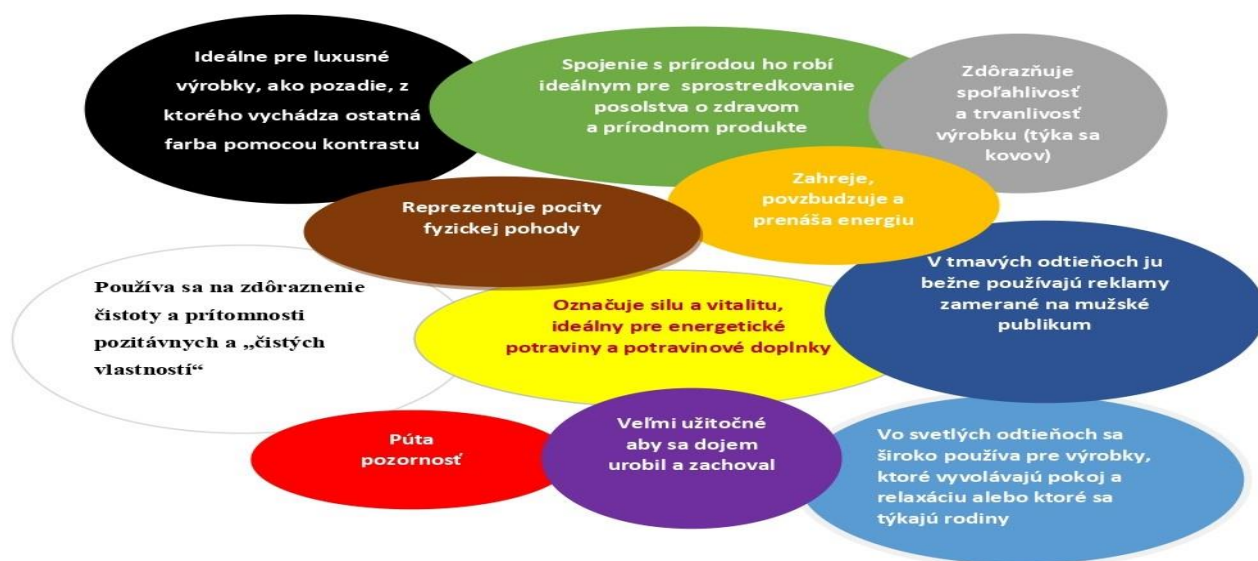 Ideálne pre luxusné
výrobky, ako pozadie, z
ktorého vychádza ostatná
farba pomocou kontrastu
Spojenie s prírodou ho robí
ideálnym pre sprostredkovanie
posolstva o zdravom
a prírodnom produkte
Zdôrazňuje
spoľahlivosť
a trvanlivosť
výrobku (týka sa
kovov)
Reprezentuje pocity
fyzickej pohody
Zahreje,
povzbudzuje a
prenáša energiu
Používa sa na zdôraznenie
čistoty a prítomnosti
pozitávnych a „čistých
vlastností“
Označuje silu a vitalitu,
ideálny pre energetické
potraviny a potravinové doplnky
V tmavých odtieňoch ju
bežne používajú reklamy
zamerané na mužské
publikum
Púta
pozornosť
Veľmi užitočné
aby sa dojem
urobil a zachoval
Vo svetlých odtieňoch sa
široko používa pre výrobky,
ktoré vyvolávajú pokoj a
relaxáciu alebo ktoré sa
týkajú rodiny